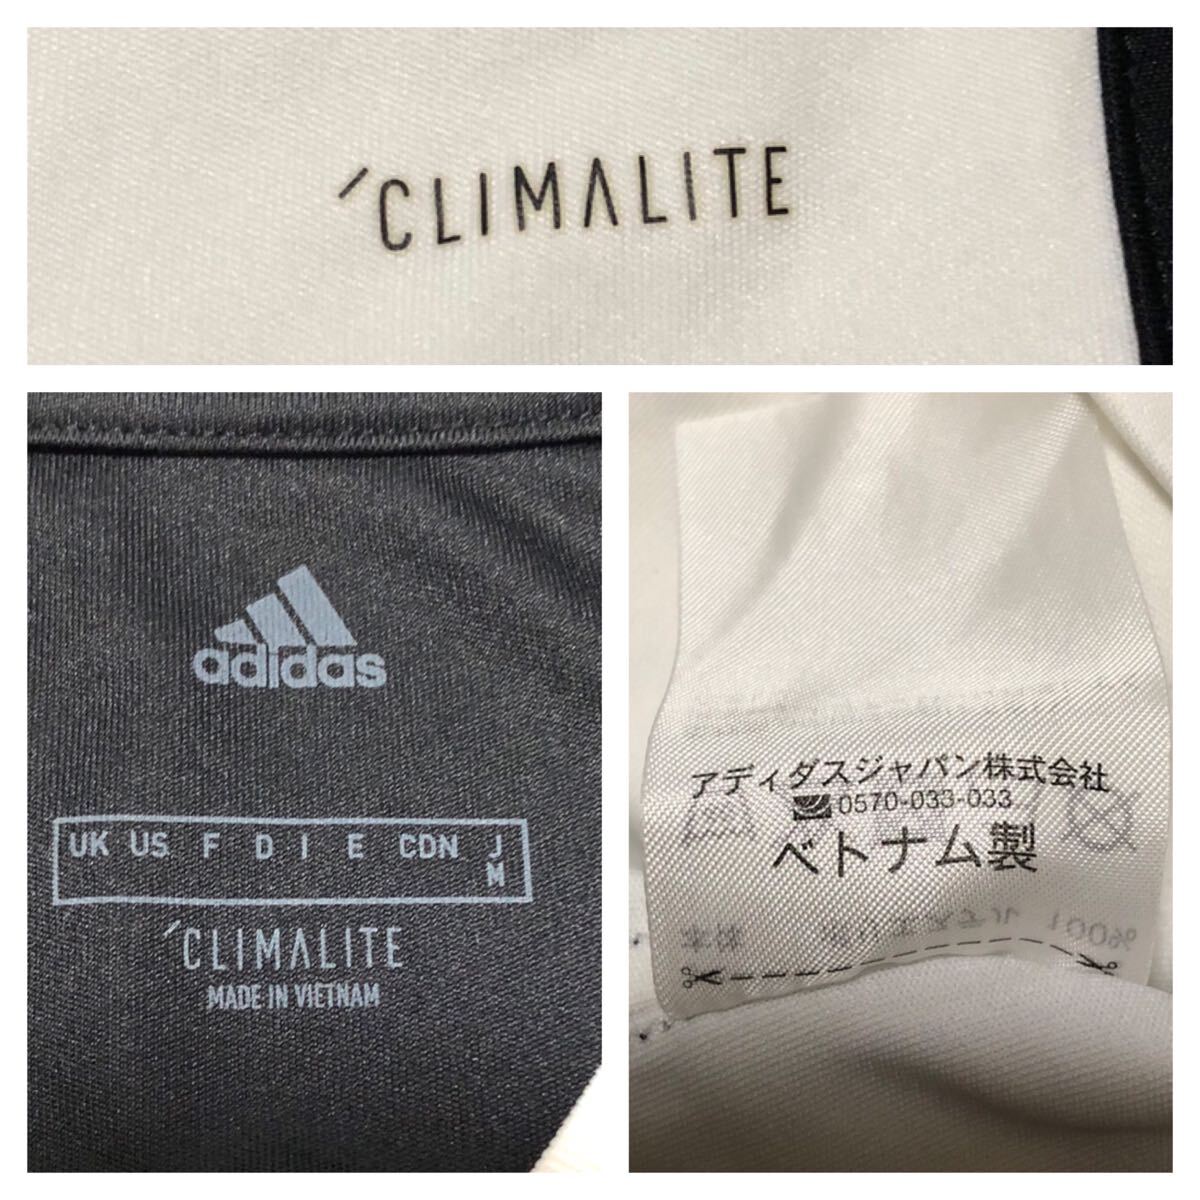 ´CLIMALITE
adidas
UK US F D I E CDN J
M
´CLIMALITE
MADE IN VIETNAM
アディダスジャパン株式会社
0570-033-033
ベトナム製